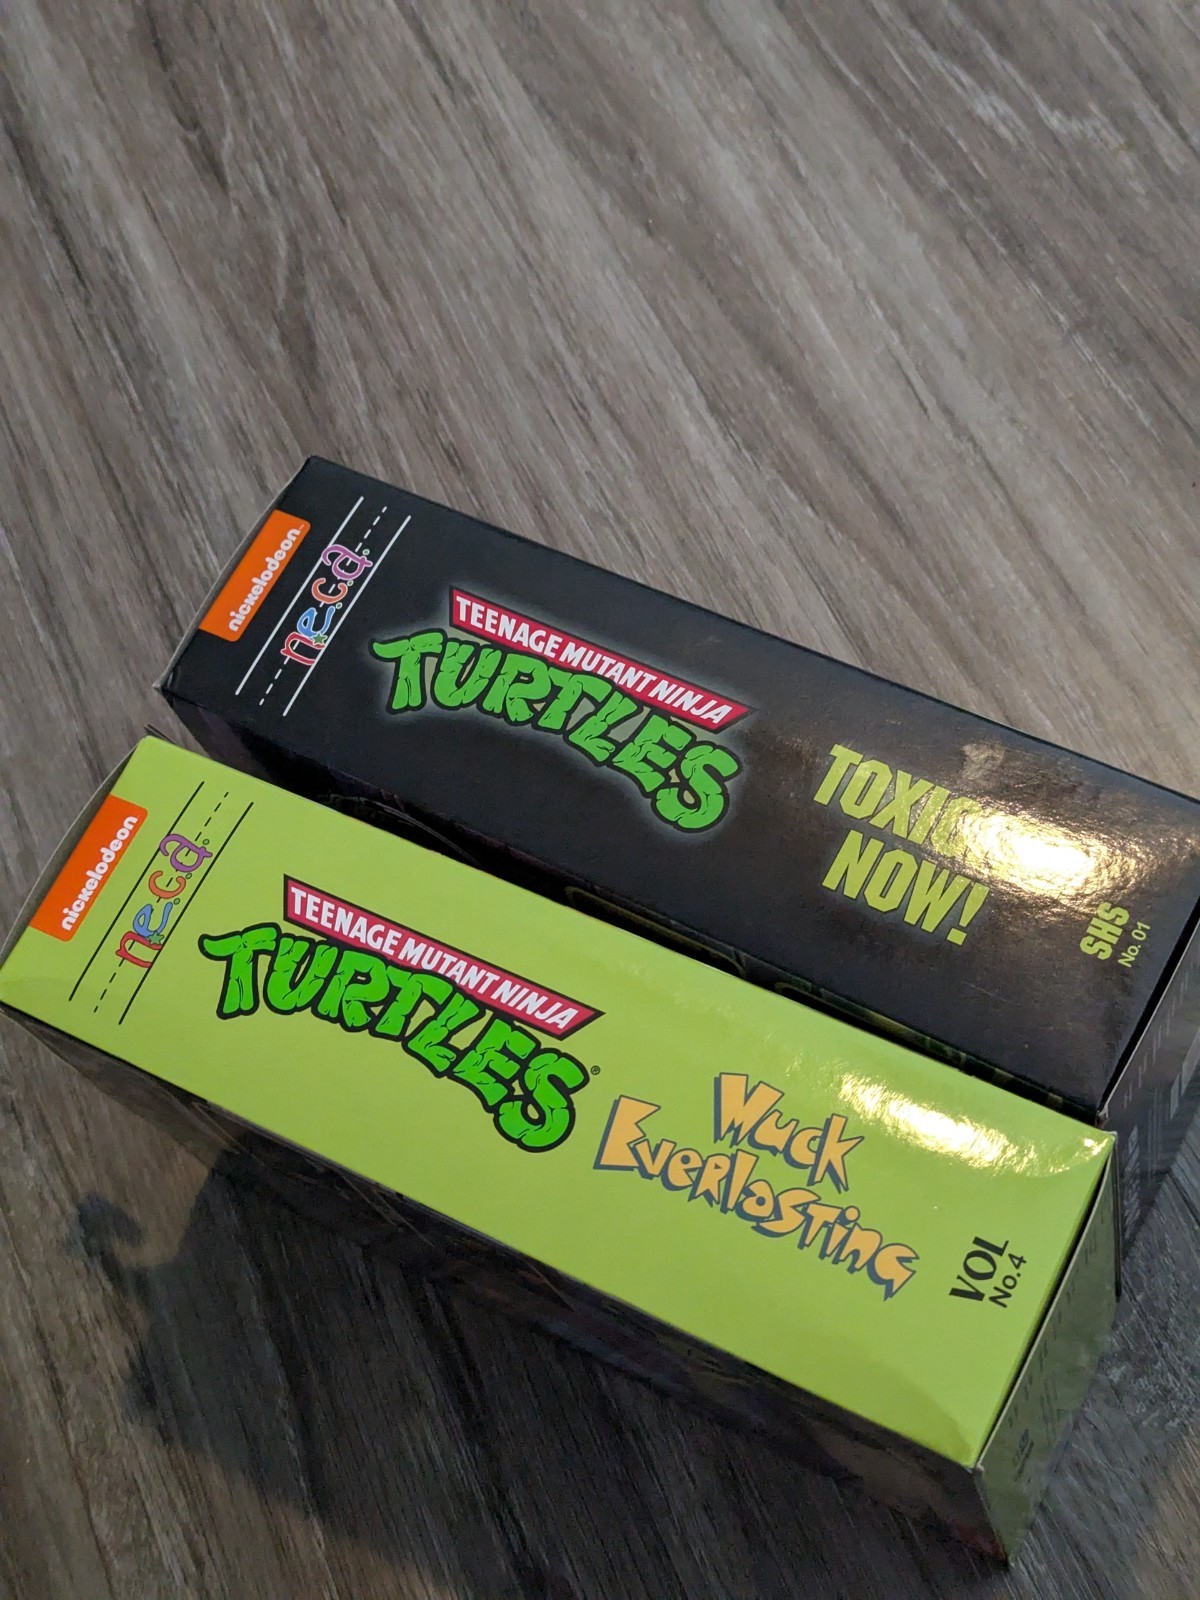 nickelodeon
neca
TEENAGE MUTANT NINJA
TURTLES
TOXIC
NOW!
SHS
No. 01
nickelodeon
neca
TEENAGE MUTANT NINJA
TURTLES®
Muck
Everlasting
VOL
No. 4